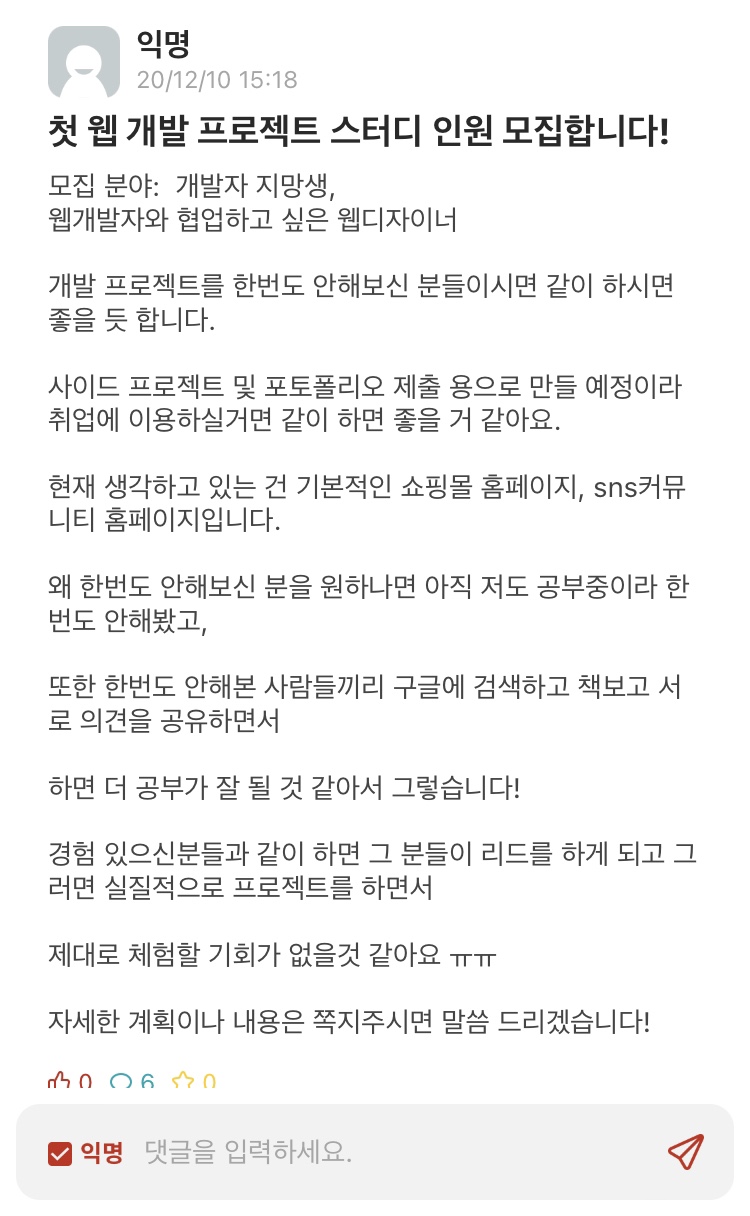 익명
20/12/10 15:18
첫 웹 개발 프로젝트 스터디 인원 모집합니다!
모집 분야:  개발자 지망생,
웹개발자와 협업하고 싶은 웹디자이너
개발 프로젝트를 한번도 안해보신 분들이시면 같이 하시면
좋을 듯 합니다.
사이드 프로젝트 및 포토폴리오 제출 용으로 만들 예정이라
취업에 이용하실거면 같이 하면 좋을 거 같아요.
현재 생각하고 있는 건 기본적인 쇼핑몰 홈페이지, sns커뮤
니티 홈페이지입니다.
왜 한번도 안해보신 분을 원하나면 아직 저도 공부중이라 한
번도 안해봤고,
또한 한번도 안해본 사람들끼리 구글에 검색하고 책보고 서
로 의견을 공유하면서
하면 더 공부가 잘 될 것 같아서 그렇습니다!
경험 있으신분들과 같이 하면 그 분들이 리드를 하게 되고 그
러면 실질적으로 프로젝트를 하면서
제대로 체험할 기회가 없을것 같아요 ㅠㅠ
자세한 계획이나 내용은 쪽지주시면 말씀 드리겠습니다!
0 6 0
익명 댓글을 입력하세요.